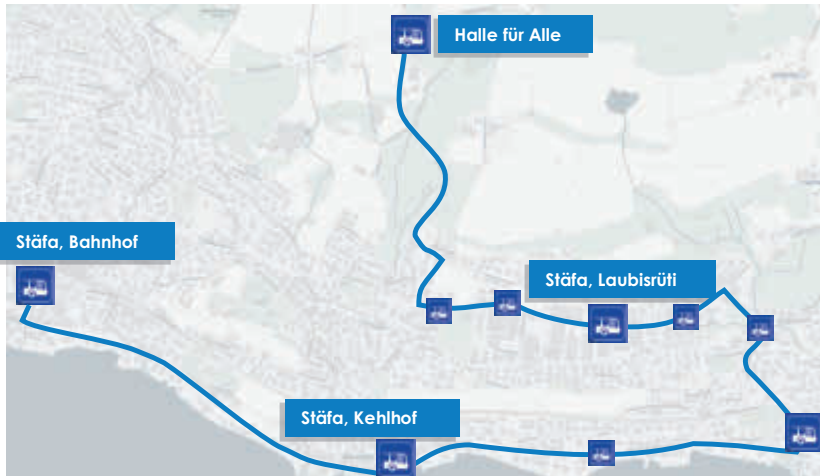 Halle für Alle
Stäfa, Bahnhof
Stäfa, Laubisrüti
Stäfa, Kehlhof